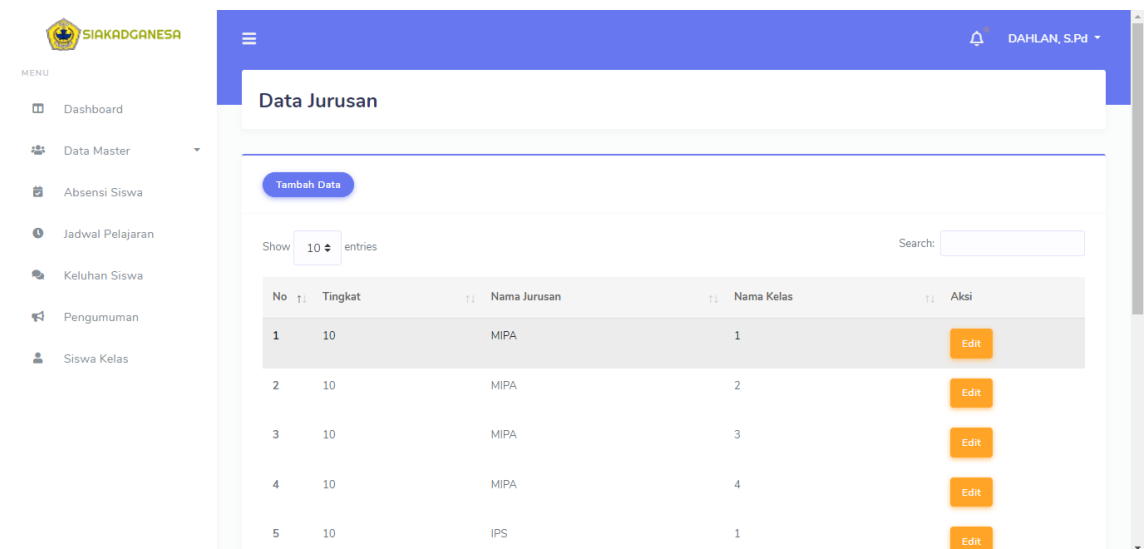 SIAKADGANESA
DAHLAN, S.Pd
MENU
Dashboard
Data Master
Absensi Siswa
Jadwal Pelajaran
Keluhan Siswa
Pengumuman
Siswa Kelas
Data Jurusan
Tambah Data
Show 10 entries
Search:
No Tingkat Nama Jurusan Nama Kelas Aksi
1 10 MIPA 1 Edit
2 10 MIPA 2 Edit
3 10 MIPA 3 Edit
4 10 MIPA 4 Edit
5 10 IPS 1 Edit